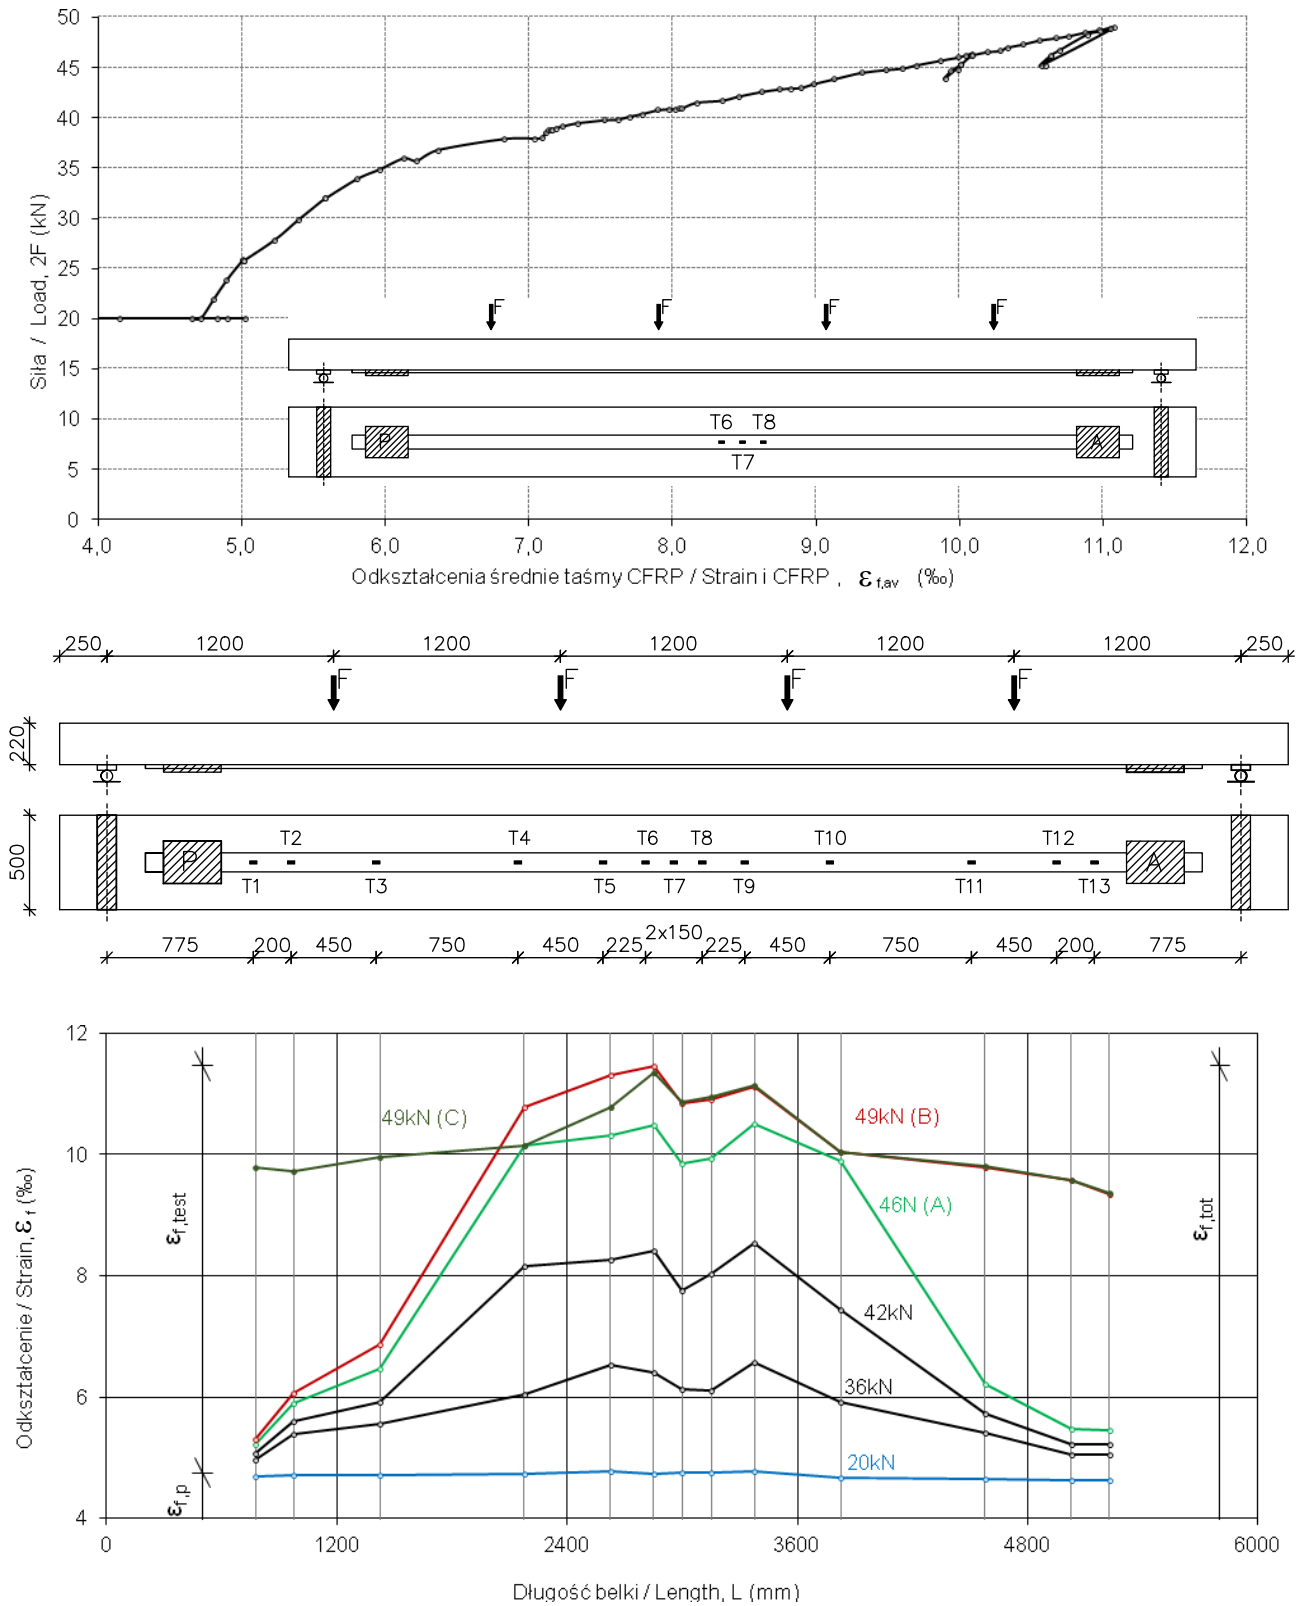 50
45
40
35
30
25
20
15
10
5
0
Siła / Load, 2F (kN)
F
F
F
F
P
T6
T8
T7
A
4,0
5,0
6,0
7,0
8,0
9,0
10,0
11,0
12,0
Odkształcenia średnie taśmy CFRP / Strain i CFRP , ε f,av (‰)
250
1200
1200
1200
1200
1200
250
F
F
F
F
220
500
P
T2
T4
T6
T8
T10
T12
A
T1
T3
T5
T7
T9
T11
T13
775
200
450
750
450
225
2x150
225
450
750
450
200
775
12
10
8
6
4
Odkształcenie / Strain, ε f (‰)
εf,test
εf,p
εf,tot
49kN (C)
49kN (B)
46N (A)
42kN
36kN
20kN
0
1200
2400
3600
4800
6000
Długość belki / Length, L (mm)